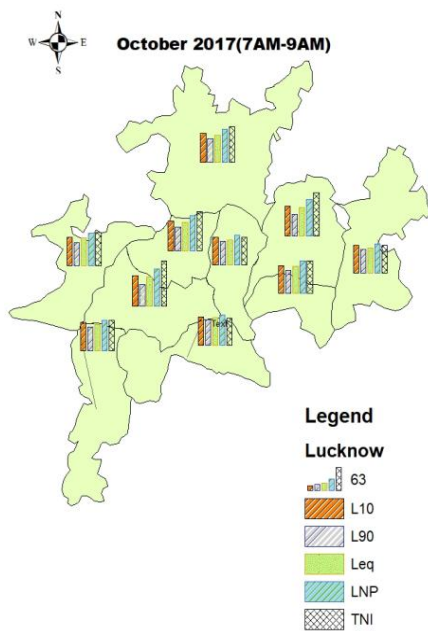 N
W E
S
October 2017(7AM-9AM)
Text
Legend
Lucknow
63
L10
L90
Leq
LNP
TNI